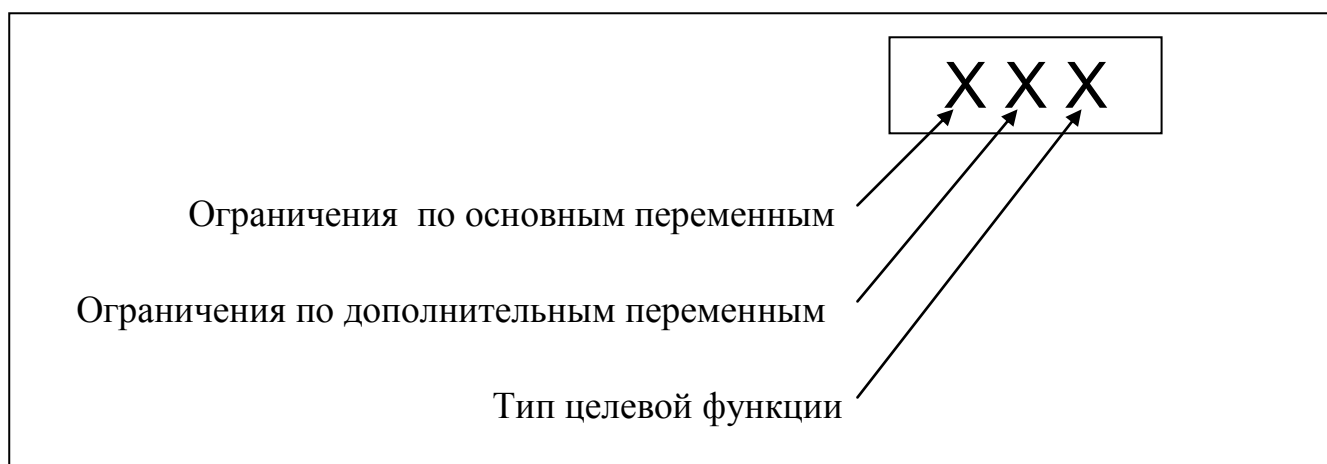 X X X
Ограничения по основным переменным
Ограничения по дополнительным переменным
Тип целевой функции